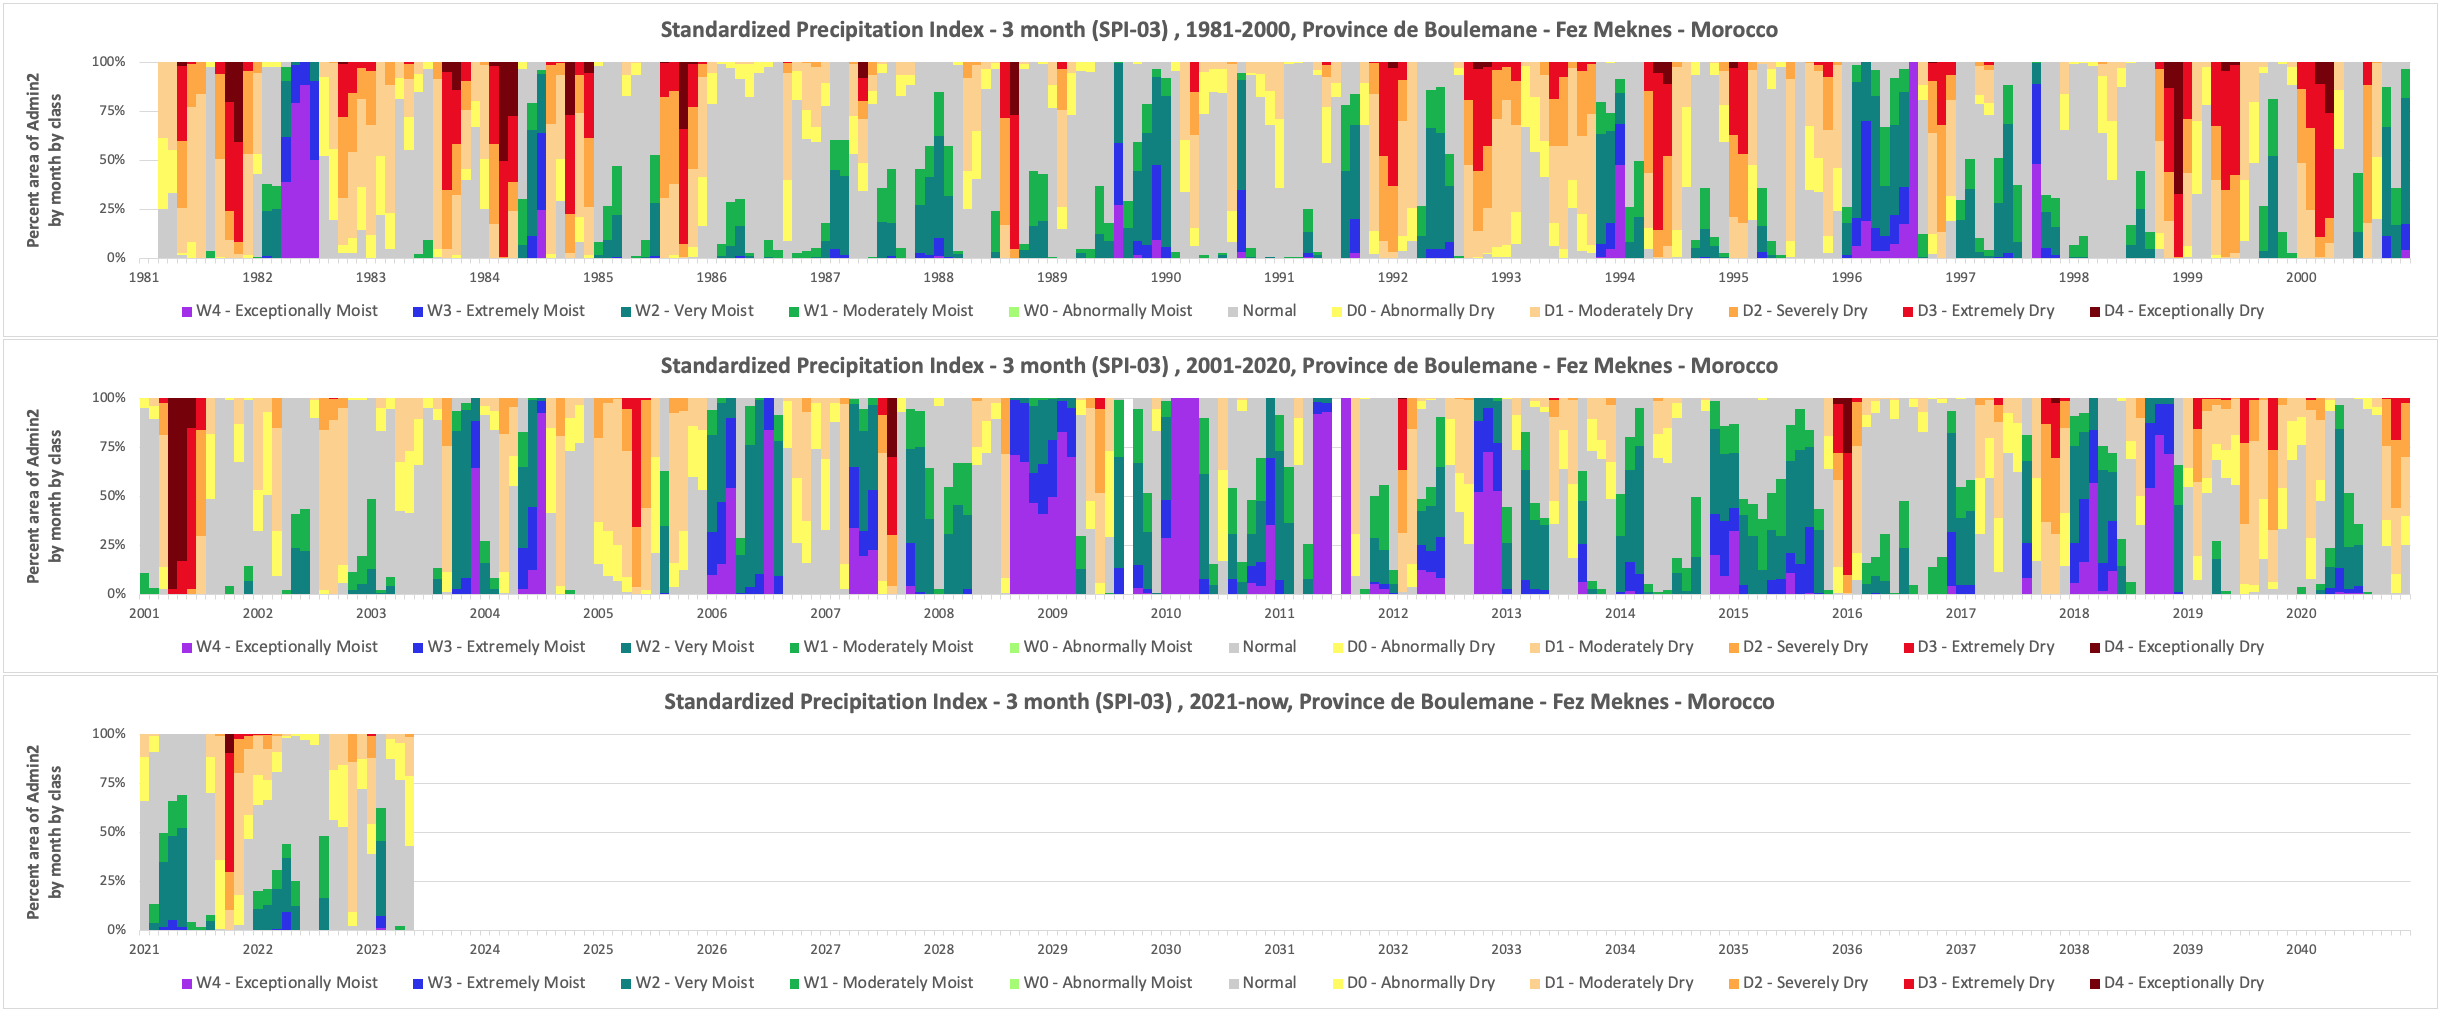 Standardized Precipitation Index - 3 month (SPI-03) , 1981-2000, Province de Boulemane - Fez Meknes - Morocco
Percent area of Admin2
by month by class
100%
75%
50%
25%
0%
1981 1982 1983 1984 1985 1986 1987 1988 1989 1990 1991 1992 1993 1994 1995 1996 1997 1998 1999 2000
W4 - Exceptionally Moist W3 - Extremely Moist W2 - Very Moist W1 - Moderately Moist W0 - Abnormally Moist Normal D0 - Abnormally Dry D1 - Moderately Dry D2 - Severely Dry D3 - Extremely Dry D4 - Exceptionally Dry
Standardized Precipitation Index - 3 month (SPI-03) , 2001-2020, Province de Boulemane - Fez Meknes - Morocco
Percent area of Admin2
by month by class
100%
75%
50%
25%
0%
2001 2002 2003 2004 2005 2006 2007 2008 2009 2010 2011 2012 2013 2014 2015 2016 2017 2018 2019 2020
W4 - Exceptionally Moist W3 - Extremely Moist W2 - Very Moist W1 - Moderately Moist W0 - Abnormally Moist Normal D0 - Abnormally Dry D1 - Moderately Dry D2 - Severely Dry D3 - Extremely Dry D4 - Exceptionally Dry
Standardized Precipitation Index - 3 month (SPI-03) , 2021-now, Province de Boulemane - Fez Meknes - Morocco
Percent area of Admin2
by month by class
100%
75%
50%
25%
0%
2021 2022 2023 2024 2025 2026 2027 2028 2029 2030 2031 2032 2033 2034 2035 2036 2037 2038 2039 2040
W4 - Exceptionally Moist W3 - Extremely Moist W2 - Very Moist W1 - Moderately Moist W0 - Abnormally Moist Normal D0 - Abnormally Dry D1 - Moderately Dry D2 - Severely Dry D3 - Extremely Dry D4 - Exceptionally Dry